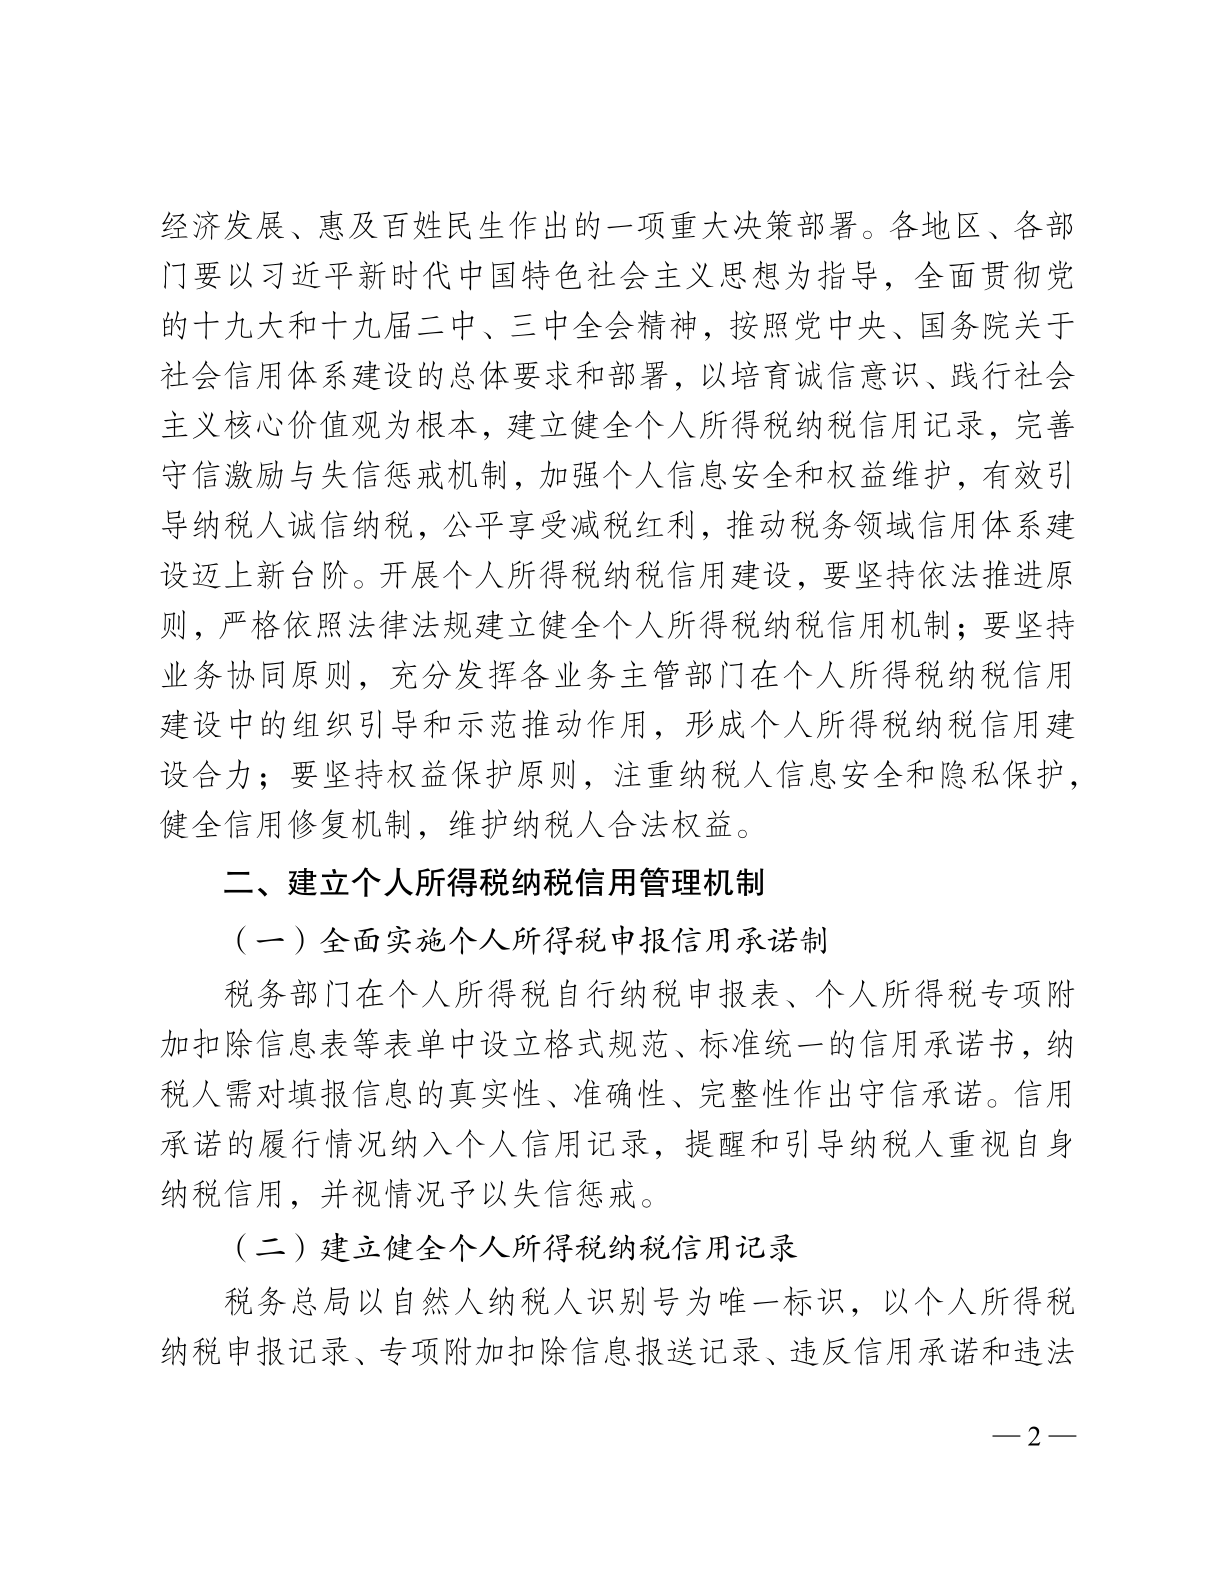 经济发展、惠及百姓民生作出的一项重大决策部署。各地区、各部
门要以习近平新时代中国特色社会主义思想为指导，全面贯彻党
的十九大和十九届二中、三中全会精神，按照党中央、国务院关于
社会信用体系建设的总体要求和部署，以培育诚信意识、践行社会
主义核心价值观为根本，建立健全个人所得税纳税信用记录，完善
守信激励与失信惩戒机制，加强个人信息安全和权益维护，有效引
导纳税人诚信纳税，公平享受减税红利，推动税务领域信用体系建
设迈上新台阶。开展个人所得税纳税信用建设，要坚持依法推进原
则，严格依照法律法规建立健全个人所得税纳税信用机制；要坚持
业务协同原则，充分发挥各业务主管部门在个人所得税纳税信用
建设中的组织引导和示范推动作用，形成个人所得税纳税信用建
设合力；要坚持权益保护原则，注重纳税人信息安全和隐私保护，
健全信用修复机制，维护纳税人合法权益。
二、建立个人所得税纳税信用管理机制
（一）全面实施个人所得税申报信用承诺制
税务部门在个人所得税自行纳税申报表、个人所得税专项附
加扣除信息表等表单中设立格式规范、标准统一的信用承诺书，纳
税人需对填报信息的真实性、准确性、完整性作出守信承诺。信用
承诺的履行情况纳入个人信用记录，提醒和引导纳税人重视自身
纳税信用，并视情况予以失信惩戒。
（二）建立健全个人所得税纳税信用记录
税务总局以自然人纳税人识别号为唯一标识，以个人所得税
纳税申报记录、专项附加扣除信息报送记录、违反信用承诺和违法
— 2 —